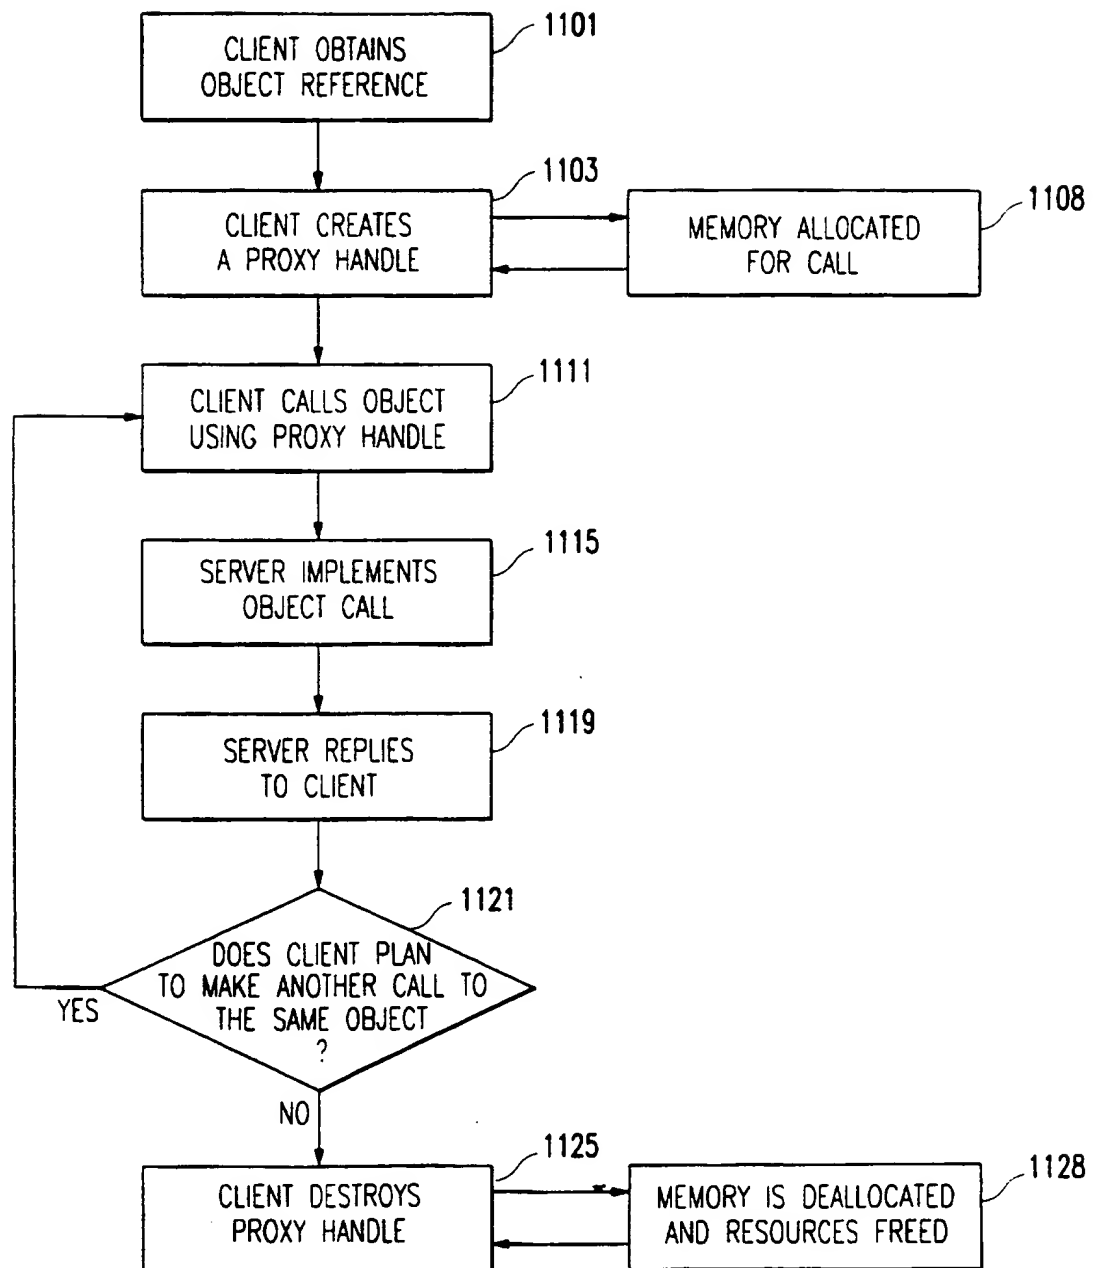 1101
CLIENT OBTAINS
OBJECT REFERENCE
1103
CLIENT CREATES
A PROXY HANDLE
1108
MEMORY ALLOCATED
FOR CALL
1111
CLIENT CALLS OBJECT
USING PROXY HANDLE
1115
SERVER IMPLEMENTS
OBJECT CALL
1119
SERVER REPLIES
TO CLIENT
1121
DOES CLIENT PLAN
TO MAKE ANOTHER CALL TO
THE SAME OBJECT
?
YES
NO
1125
CLIENT DESTROYS
PROXY HANDLE
1128
MEMORY IS DEALLOCATED
AND RESOURCES FREED